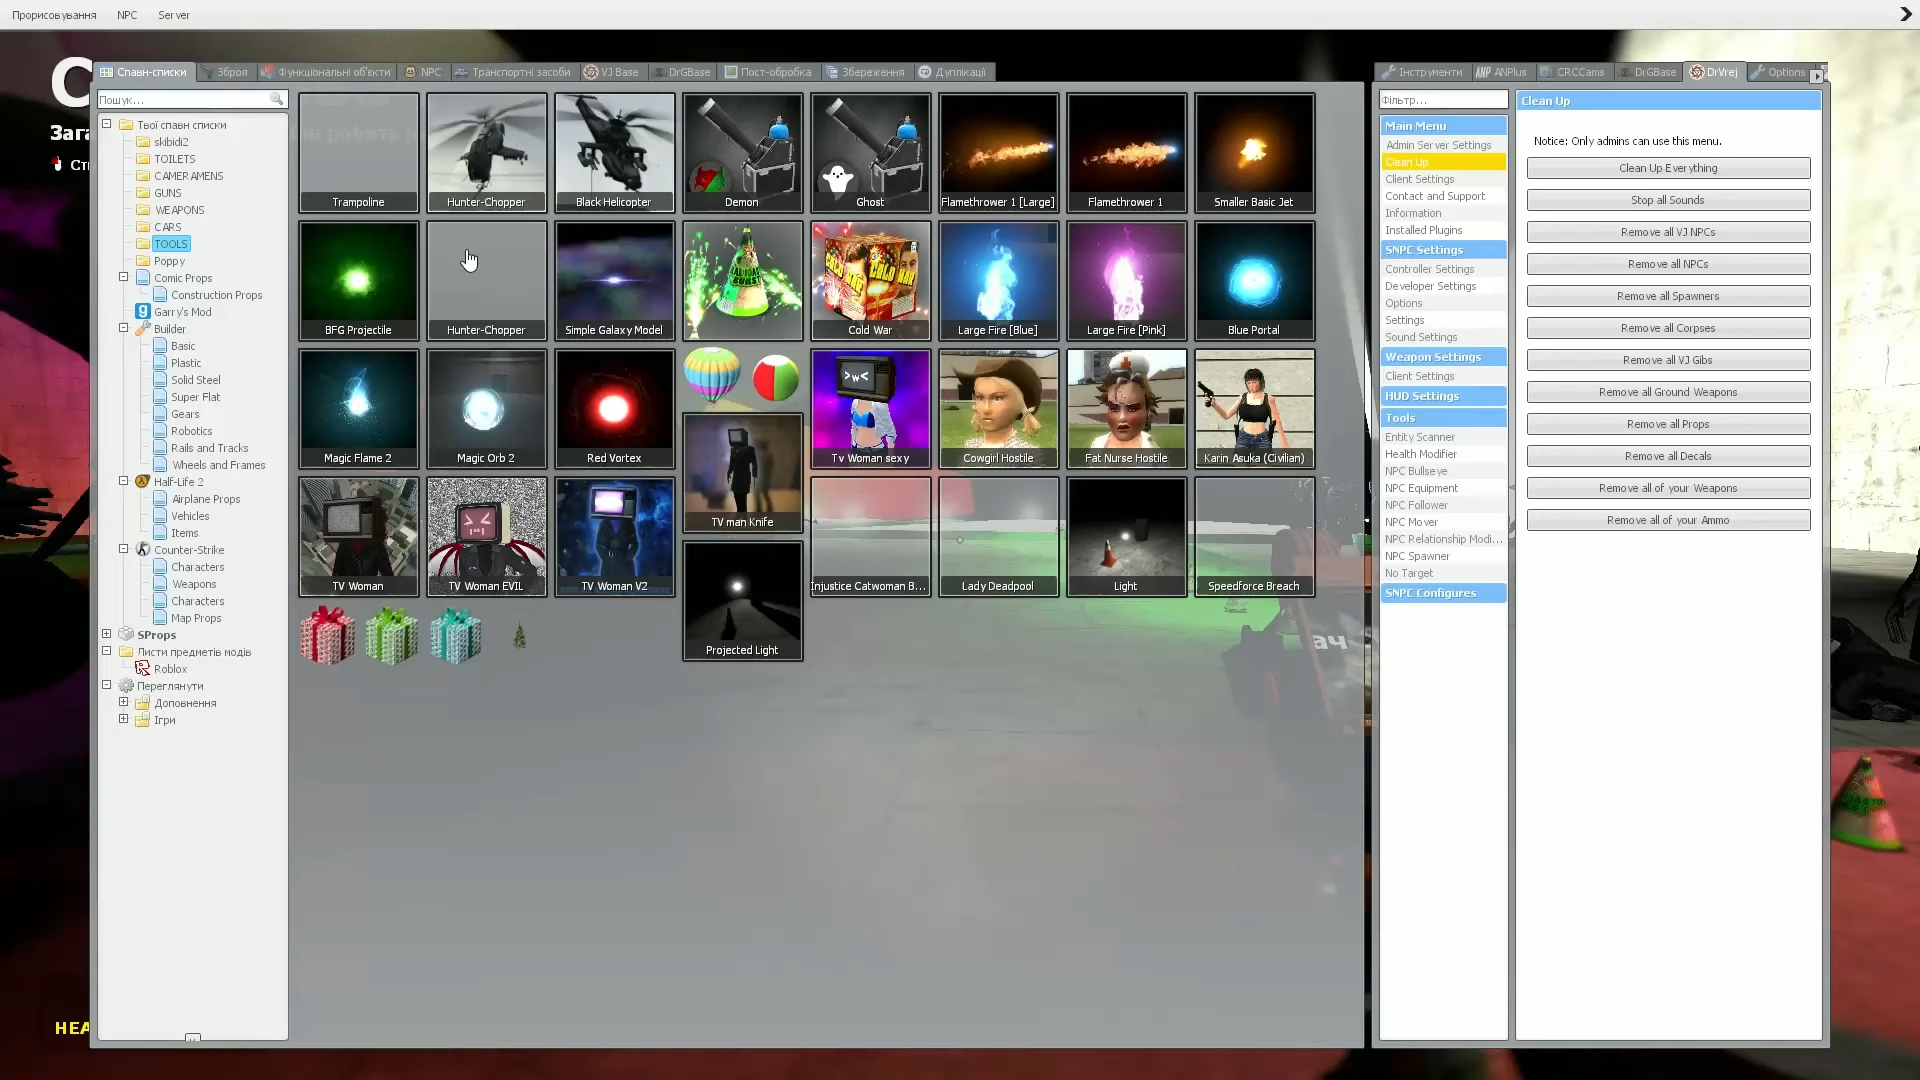 Прорисовування NPC Server
С
Зага
Ст
HEA
Спавн-списки Зброя Функціональні об'єкти NPC Транспортні засоби VJ Base DrGBase Пост-обробка Збереження Дуплікації
Пошук...
Твої спавн списки
skibidi2
TOILETS
CAMERAMENS
GUNS
WEAPONS
CARS
TOOLS
Poppy
Comic Props
Construction Props
Garry's Mod
Builder
Basic
Plastic
Solid Steel
Super Flat
Gears
Robotics
Rails and Tracks
Wheels and Frames
Half-Life 2
Airplane Props
Vehicles
Items
Counter-Strike
Characters
Weapons
Characters
Map Props
SProps
Листи предметів модів
Roblox
Переглянути
Доповнення
Ігри
Trampoline Hunter-Chopper Black Helicopter Demon Ghost Flamethrower 1 [Large] Flamethrower 1 Smaller Basic Jet
BFG Projectile Hunter-Chopper Simple Galaxy Model Cold War Large Fire [Blue] Large Fire [Pink] Blue Portal
Magic Flame 2 Magic Orb 2 Red Vortex Tv Woman sexy Cowgirl Hostile Fat Nurse Hostile Karin Asuka (Civilian)
TV man Knife
TV Woman TV Woman EVIL TV Woman V2 Injustice Catwoman B... Lady Deadpool Light Speedforce Breach
Projected Light
ач
Інструменти ANPlus CRCCams DrGBase DrVrej Options
Фільтр...
Main Menu
Admin Server Settings
Clean Up
Client Settings
Contact and Support
Information
Installed Plugins
SNPC Settings
Controller Settings
Developer Settings
Options
Settings
Sound Settings
Weapon Settings
Client Settings
HUD Settings
Tools
Entity Scanner
Health Modifier
NPC Bullseye
NPC Equipment
NPC Follower
NPC Mover
NPC Relationship Modi...
NPC Spawner
No Target
SNPC Configures
Clean Up
Notice: Only admins can use this menu.
Clean Up Everything
Stop all Sounds
Remove all VJ NPCs
Remove all NPCs
Remove all Spawners
Remove all Corpses
Remove all VJ Gibs
Remove all Ground Weapons
Remove all Props
Remove all Decals
Remove all of your Weapons
Remove all of your Ammo